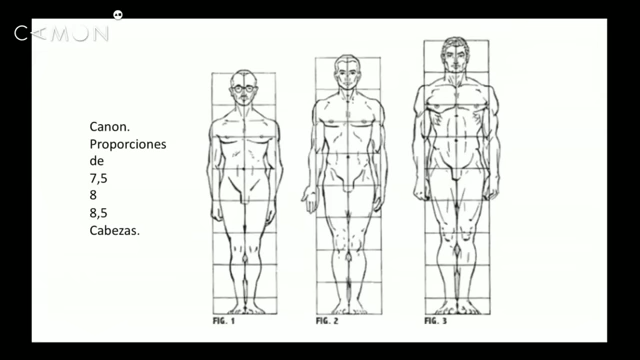 CAMON
Canon.
Proporciones
de
7,5
8
8,5
Cabezas.
FIG. 1
FIG. 2
FIG. 3